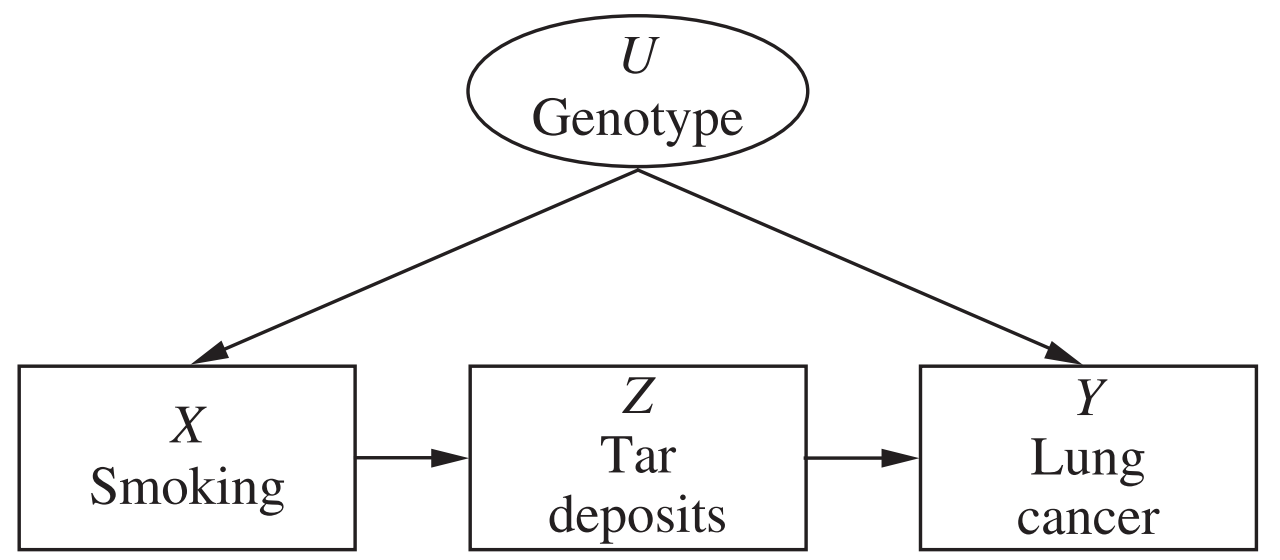 U
Genotype
X
Smoking
Z
Tar
deposits
Y
Lung
cancer